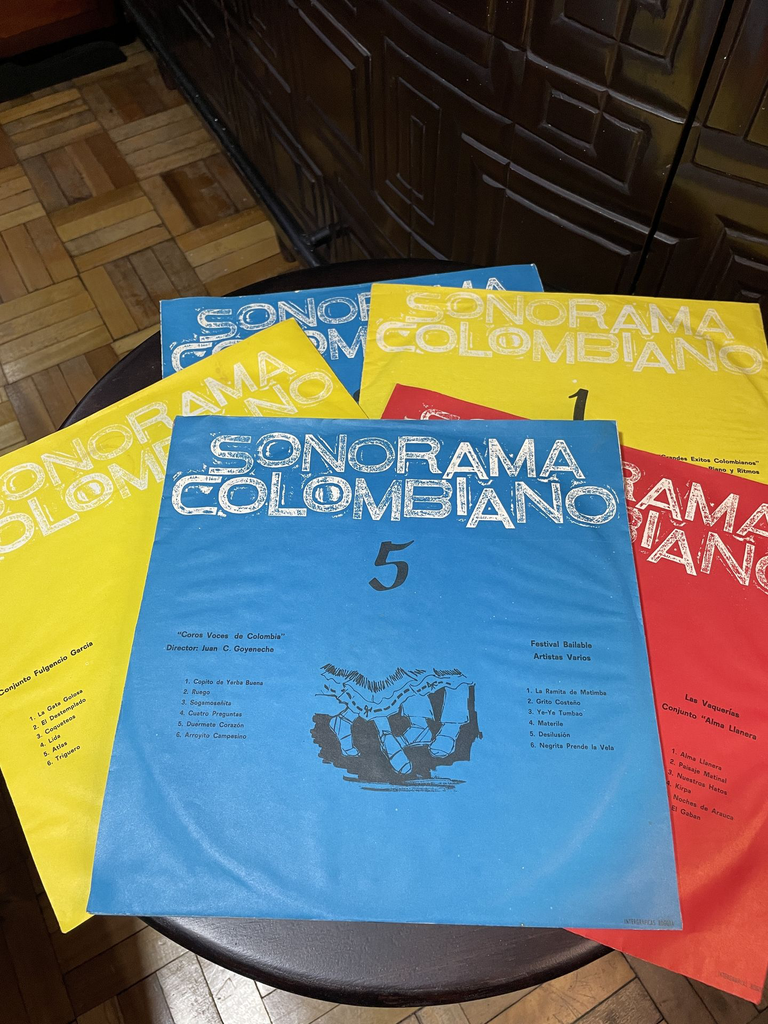 SONORAMA
COLOMBIANO
SONORAMA
COLOMBIANO
1
"Grandes Exitos Colombianos"
Piano y Ritmos
SONORAMA
COLOMBIANO
Conjunto Fulgencio García
1. La Gata Golosa
2. El Destemplado
3. Coqueteos
4. Lida
5. Atlas
6. Triguero
SONORAMA
COLOMBIANO
5
"Coros Voces de Colombia"
Director: Juan C. Goyeneche
1. Copito de Yerba Buena
2. Ruego
3. Sogamoseñita
4. Cuatro Preguntas
5. Duérmete Corazón
6. Arroyito Campesino
Festival Bailable
Artistas Varios
1. La Ramita de Matimba
2. Grito Costeño
3. Ye-Ye Tumbao
4. Materile
5. Desilusión
6. Negrita Prende la Vela
RAMA
BIANO
Las Vaquerías
Conjunto "Alma Llanera
1. Alma Llanera
2. Paisaje Matinal
3. Nuestros Hatos
4. Kirpa
Noches de Arauca
El Gaban